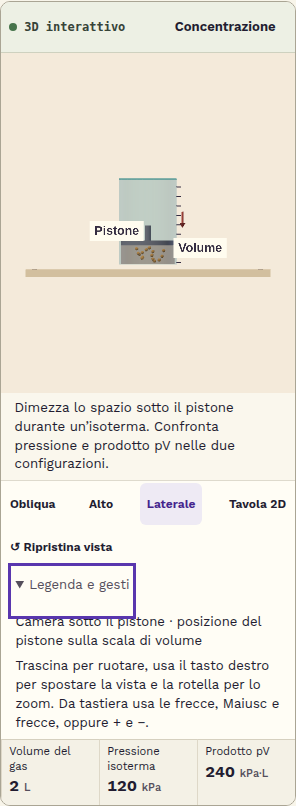 3D interattivo
Concentrazione
Pistone
Volume
Dimezza lo spazio sotto il pistone
durante un'isoterma. Confronta
pressione e prodotto pV nelle due
configurazioni.
Obliqua
Alto
Laterale
Tavola 2D
↺ Ripristina vista
▼ Legenda e gesti
Camera sotto il pistone · posizione del
pistone sulla scala di volume
Trascina per ruotare, usa il tasto destro
per spostare la vista e la rotella per lo
zoom. Da tastiera usa le frecce, Maiusc e
frecce, oppure + e −.
Volume del
gas
2 L
Pressione
isoterma
120 kPa
Prodotto pV
240 kPa·L